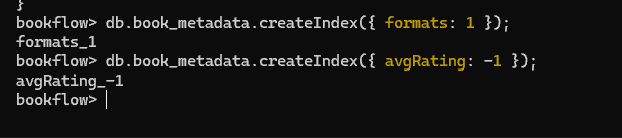 }
bookflow> db.book_metadata.createIndex({ formats: 1 });
formats_1
bookflow> db.book_metadata.createIndex({ avgRating: -1 });
avgRating_-1
bookflow>